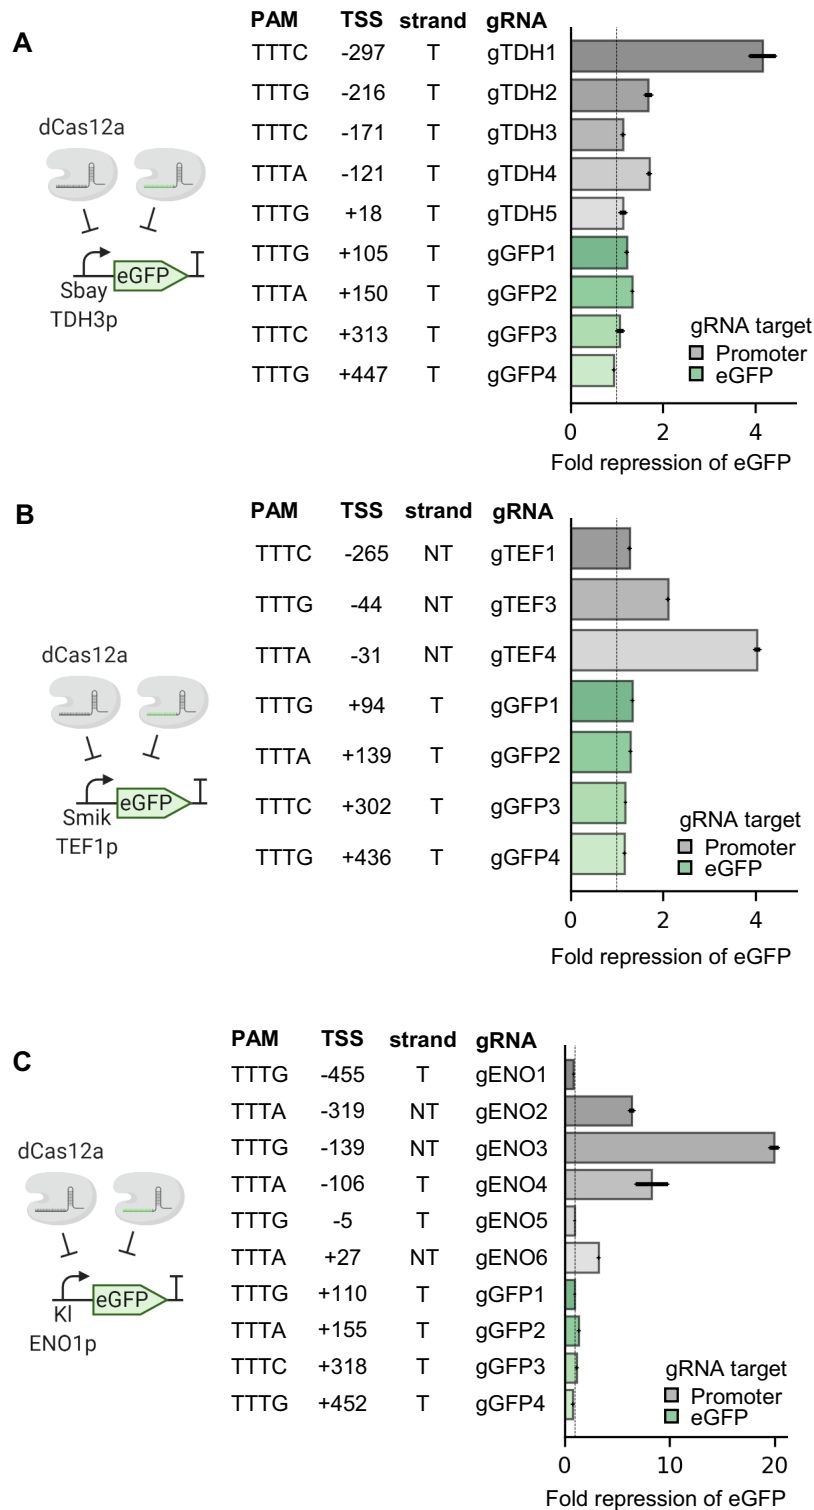 A
PAM TSS strand gRNA
TTTC -297 T gTDH1
TTTG -216 T gTDH2
TTTC -171 T gTDH3
TTTA -121 T gTDH4
TTTG +18 T gTDH5
TTTG +105 T gGFP1
TTTA +150 T gGFP2
TTTC +313 T gGFP3
TTTG +447 T gGFP4
dCas12a
eGFP
Sbay
TDH3p
gRNA target
Promoter
eGFP
0 2 4
Fold repression of eGFP
B
PAM TSS strand gRNA
TTTC -265 NT gTEF1
TTTG -44 NT gTEF3
TTTA -31 NT gTEF4
TTTG +94 T gGFP1
TTTA +139 T gGFP2
TTTC +302 T gGFP3
TTTG +436 T gGFP4
dCas12a
eGFP
Smik
TEF1p
gRNA target
Promoter
eGFP
0 2 4
Fold repression of eGFP
C
PAM TSS strand gRNA
TTTG -455 T gENO1
TTTA -319 NT gENO2
TTTG -139 NT gENO3
TTTA -106 T gENO4
TTTG -5 T gENO5
TTTA +27 NT gENO6
TTTG +110 T gGFP1
TTTA +155 T gGFP2
TTTC +318 T gGFP3
TTTG +452 T gGFP4
dCas12a
eGFP
Kl
ENO1p
gRNA target
Promoter
eGFP
0 10 20
Fold repression of eGFP